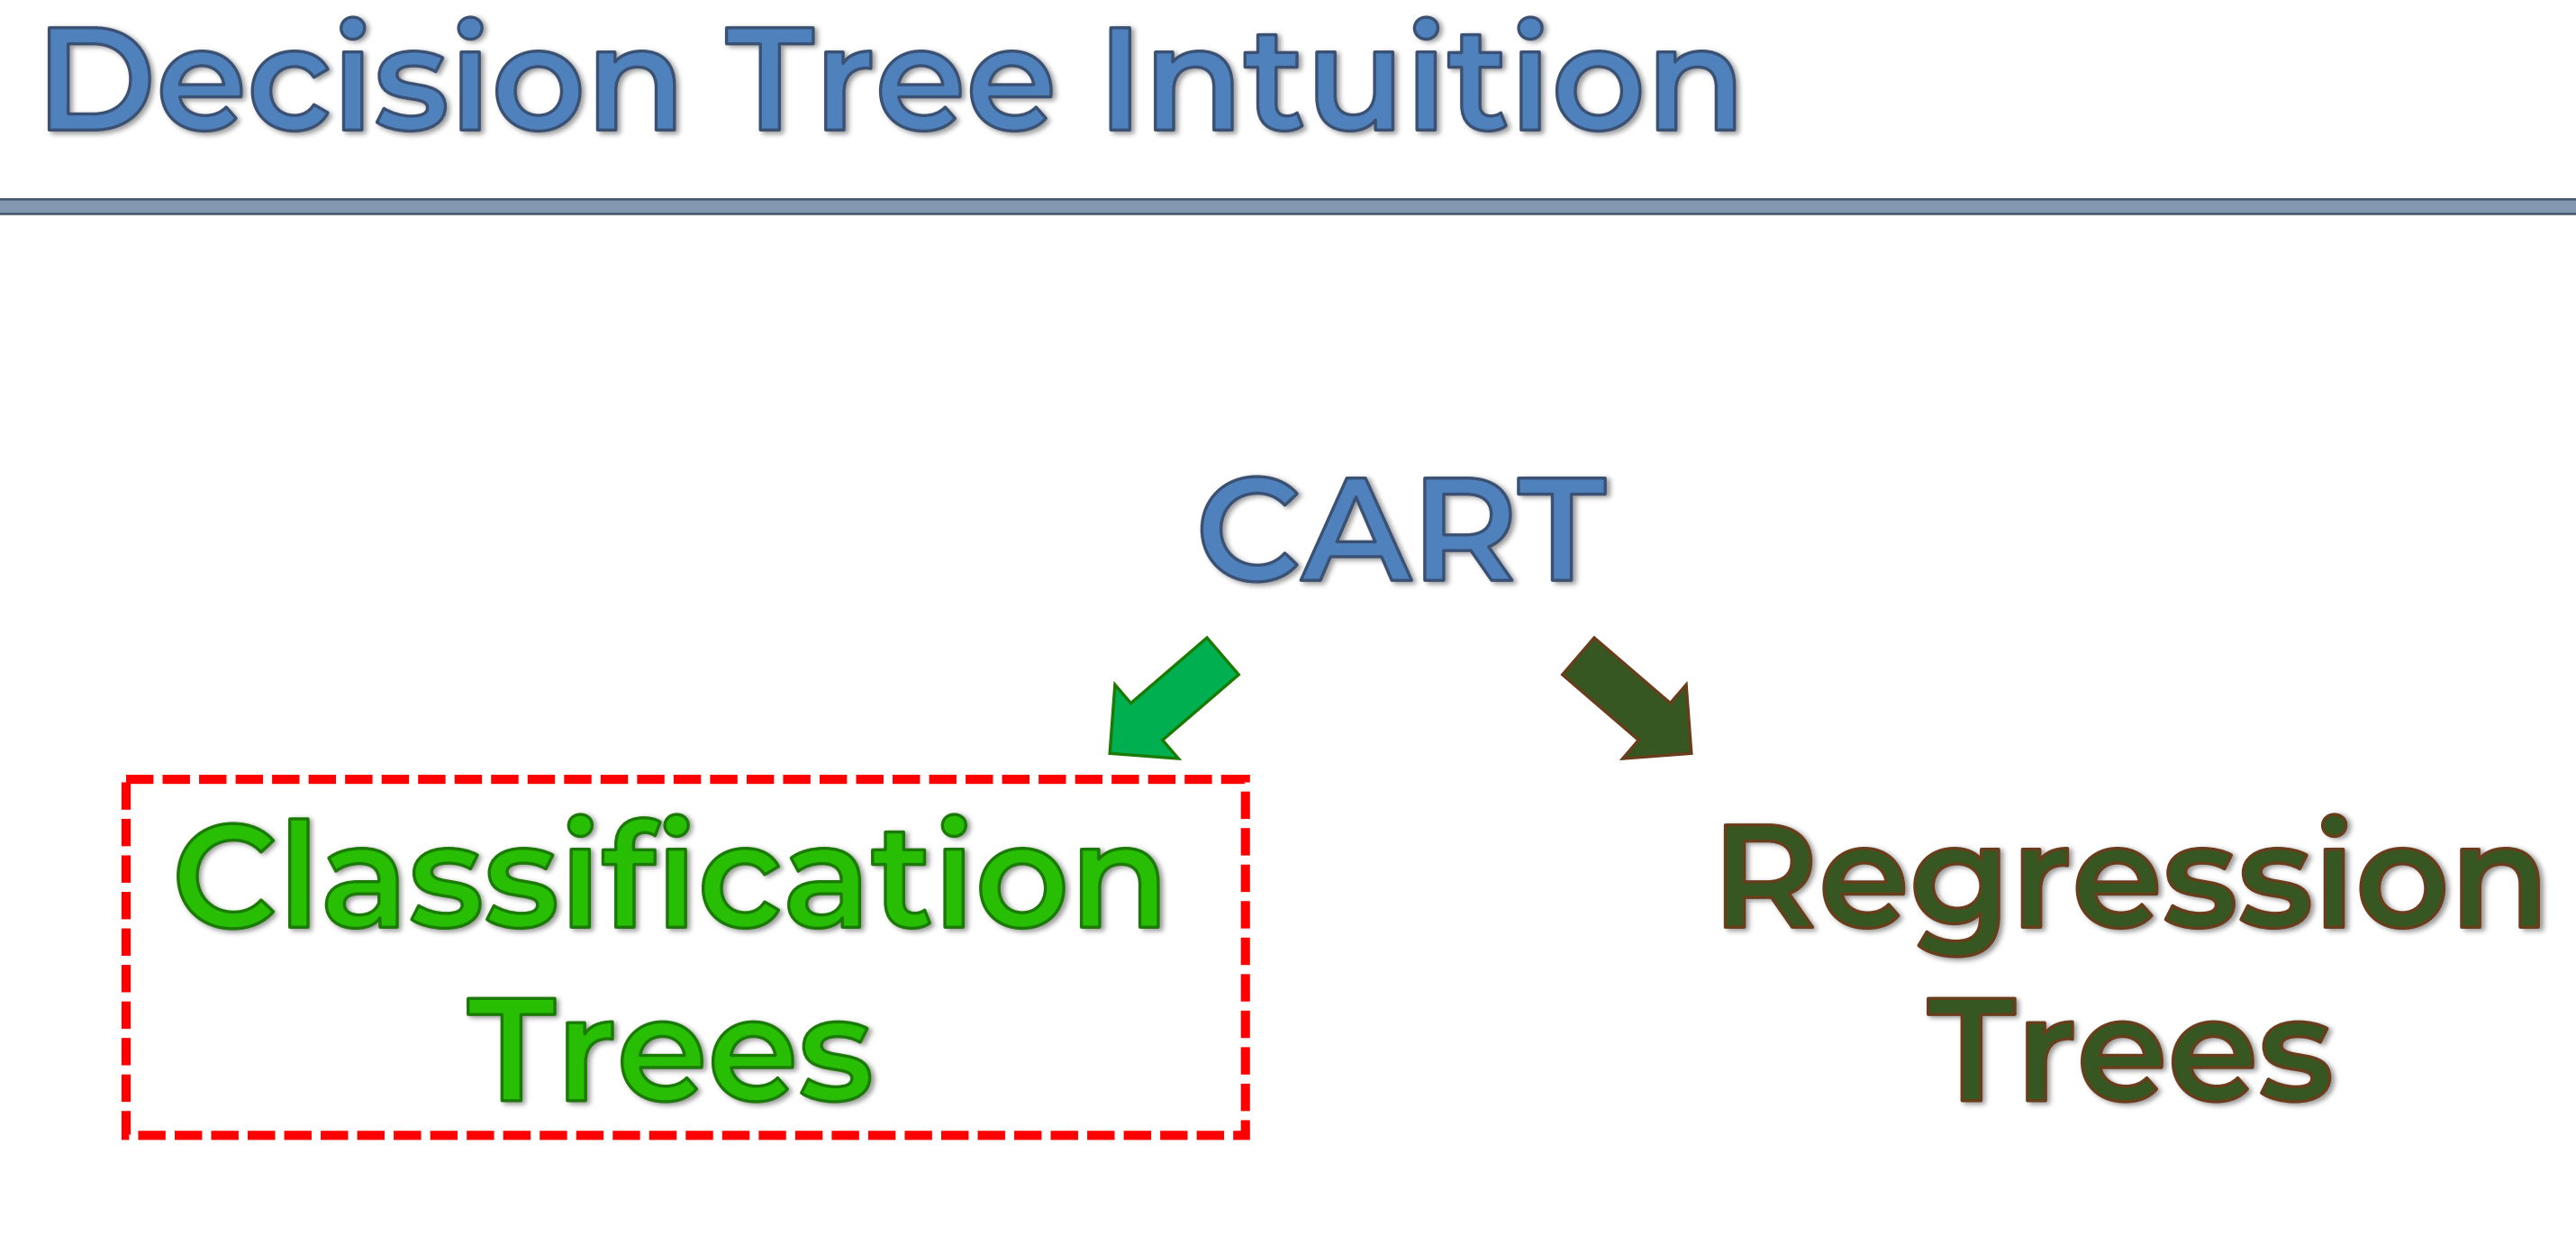 Decision Tree Intuition
CART
Classification
Trees
Regression
Trees